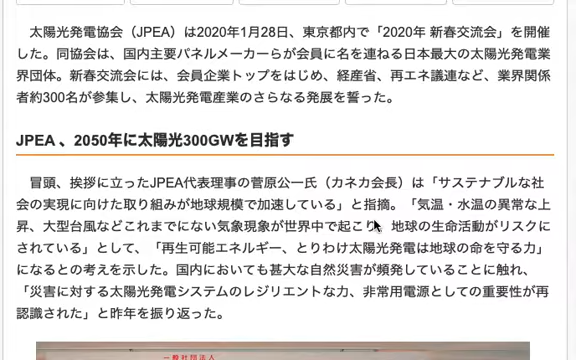 太陽光発電協会（JPEA）は2020年1月28日、東京都内で「2020年 新春交流会」を開催
した。同協会は、国内主要パネルメーカーらが会員に名を連ねる日本最大の太陽光発電業
界団体。新春交流会には、会員企業トップをはじめ、経産省、再エネ議連など、業界関係
者約300名が参集し、太陽光発電産業のさらなる発展を誓った。
JPEA 、2050年に太陽光300GWを目指す
冒頭、挨拶に立ったJPEA代表理事の菅原公一氏（カネカ会長）は「サステナブルな社
会の実現に向けた取り組みが地球規模で加速している」と指摘。「気温・水温の異常な上
昇、大型台風などこれまでにない気象現象が世界中で起こり、地球の生命活動がリスクに
されている」として、「再生可能エネルギー、とりわけ太陽光発電は地球の命を守る力」
になるとの考えを示した。国内においても甚大な自然災害が頻発していることに触れ、
「災害に対する太陽光発電システムのレジリエントな力、非常用電源としての重要性が再
認識された」と昨年を振り返った。
一般社団法人